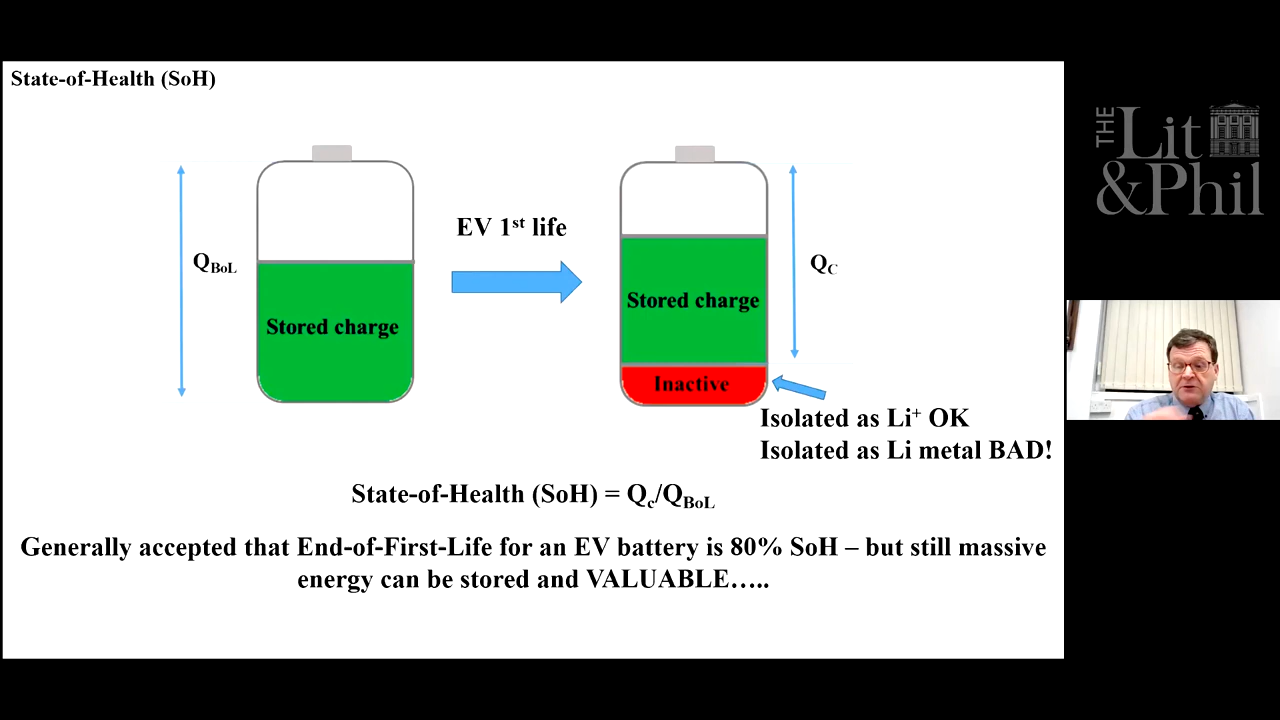 State-of-Health (SoH)
THE
Lit
&Phil
EV 1st life
QBoL
QC
Stored charge
Stored charge
Inactive
Isolated as Li+ OK
Isolated as Li metal BAD!
State-of-Health (SoH) = Qc/QBoL
Generally accepted that End-of-First-Life for an EV battery is 80% SoH – but still massive
energy can be stored and VALUABLE…..